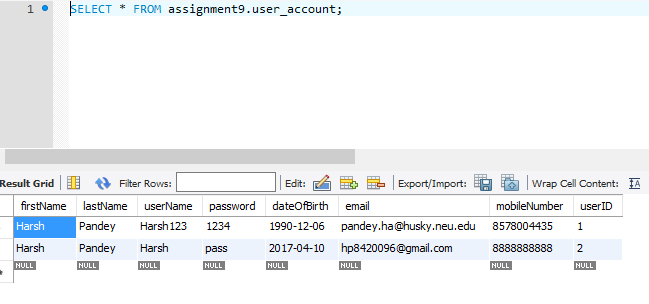 1 SELECT * FROM assignment9.user_account;
Result Grid Filter Rows: Edit: Export/Import: Wrap Cell Content: IA
firstName lastName userName password dateOfBirth email mobileNumber userID
Harsh Pandey Harsh123 1234 1990-12-06 pandey.ha@husky.neu.edu 8578004435 1
Harsh Pandey Harsh pass 2017-04-10 hp8420096@gmail.com 8888888888 2
* NULL NULL NULL NULL NULL NULL NULL NULL